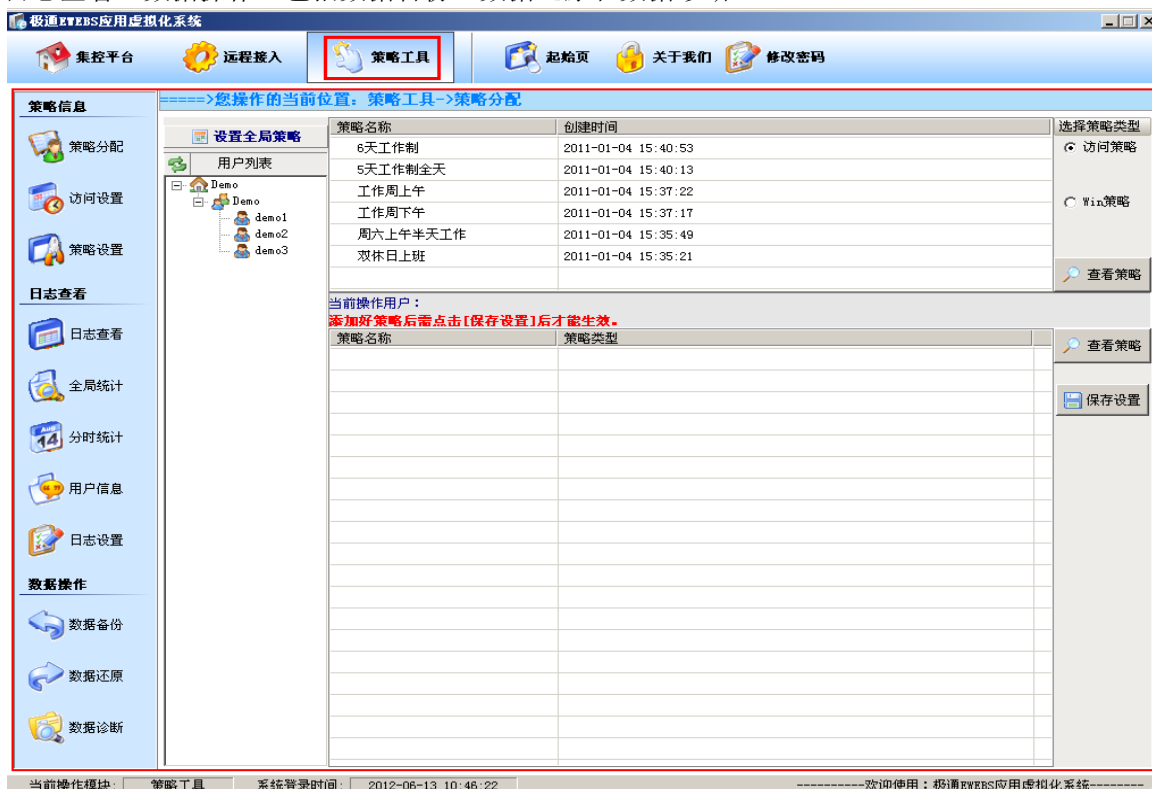 极通EWEBS应用虚拟化系统
集控平台 远程接入 策略工具 起始页 关于我们 修改密码
策略信息
策略分配
访问设置
策略设置
日志查看
日志查看
全局统计
分时统计
用户信息
日志设置
数据操作
数据备份
数据还原
数据诊断
=====>您操作的当前位置: 策略工具->策略分配
设置全局策略
用户列表
Demo
Demo
demo1
demo2
demo3
策略名称 创建时间
6天工作制 2011-01-04 15:40:53
5天工作制全天 2011-01-04 15:40:13
工作周上午 2011-01-04 15:37:22
工作周下午 2011-01-04 15:37:17
周六上午半天工作 2011-01-04 15:35:49
双休日上班 2011-01-04 15:35:21
选择策略类型
访问策略
Win策略
查看策略
当前操作用户：
添加好策略后需点击[保存设置]后才能生效。
策略名称 策略类型
查看策略
保存设置
当前操作模块: 策略工具 系统登录时间: 2012-06-13 10:46:22 ----------欢迎使用：极通EWEBS应用虚拟化系统--------